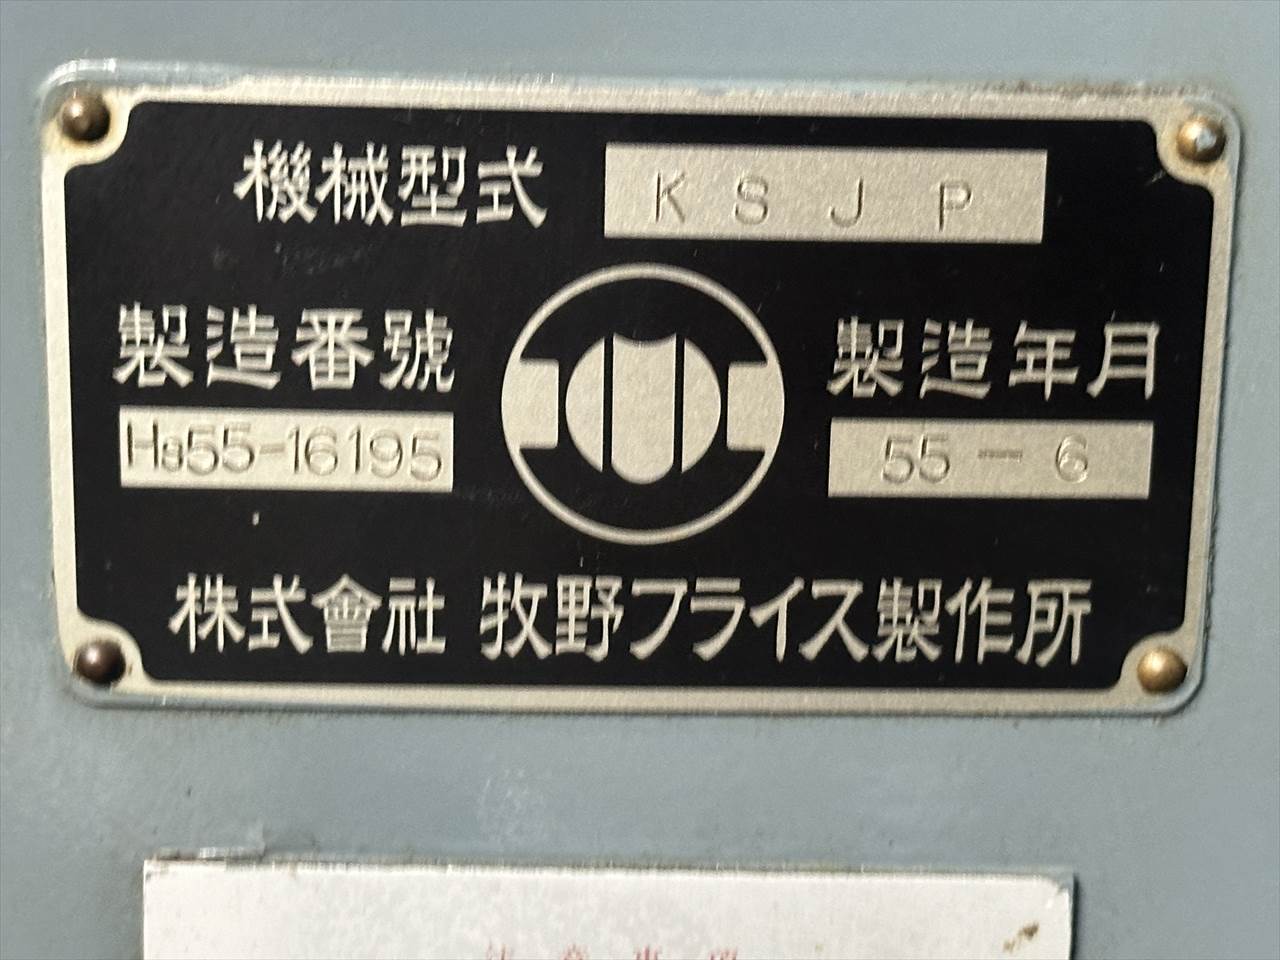 機械型式 KSJP
製造番號 製造年月
Hs55-16195 55-6
株式會社 牧野フライス製作所